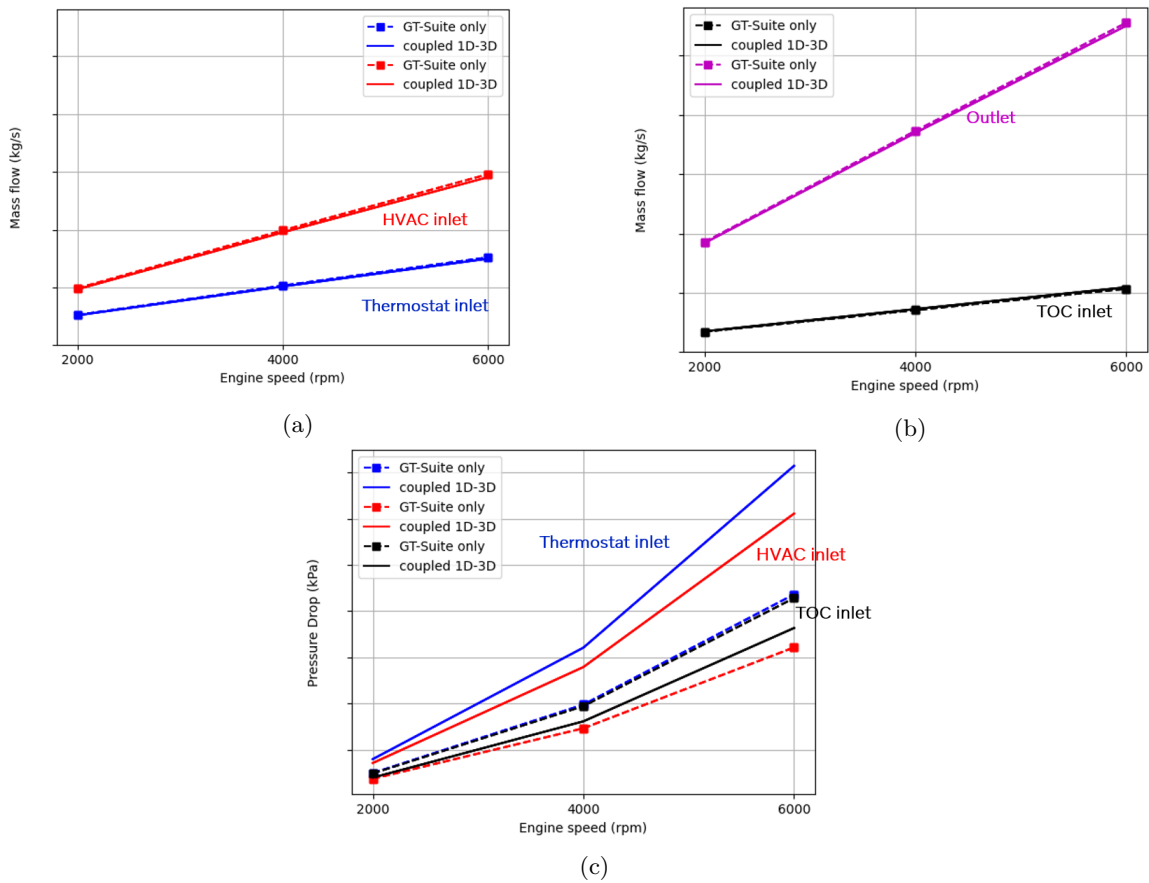 GT-Suite only
coupled 1D-3D
GT-Suite only
coupled 1D-3D
Mass flow (kg/s)
HVAC inlet
Thermostat inlet
2000
4000
6000
Engine speed (rpm)
(a)
GT-Suite only
coupled 1D-3D
GT-Suite only
coupled 1D-3D
Mass flow (kg/s)
Outlet
TOC inlet
2000
4000
6000
Engine speed (rpm)
(b)
GT-Suite only
coupled 1D-3D
GT-Suite only
coupled 1D-3D
GT-Suite only
coupled 1D-3D
Pressure Drop (kPa)
Thermostat inlet
HVAC inlet
TOC inlet
2000
4000
6000
Engine speed (rpm)
(c)